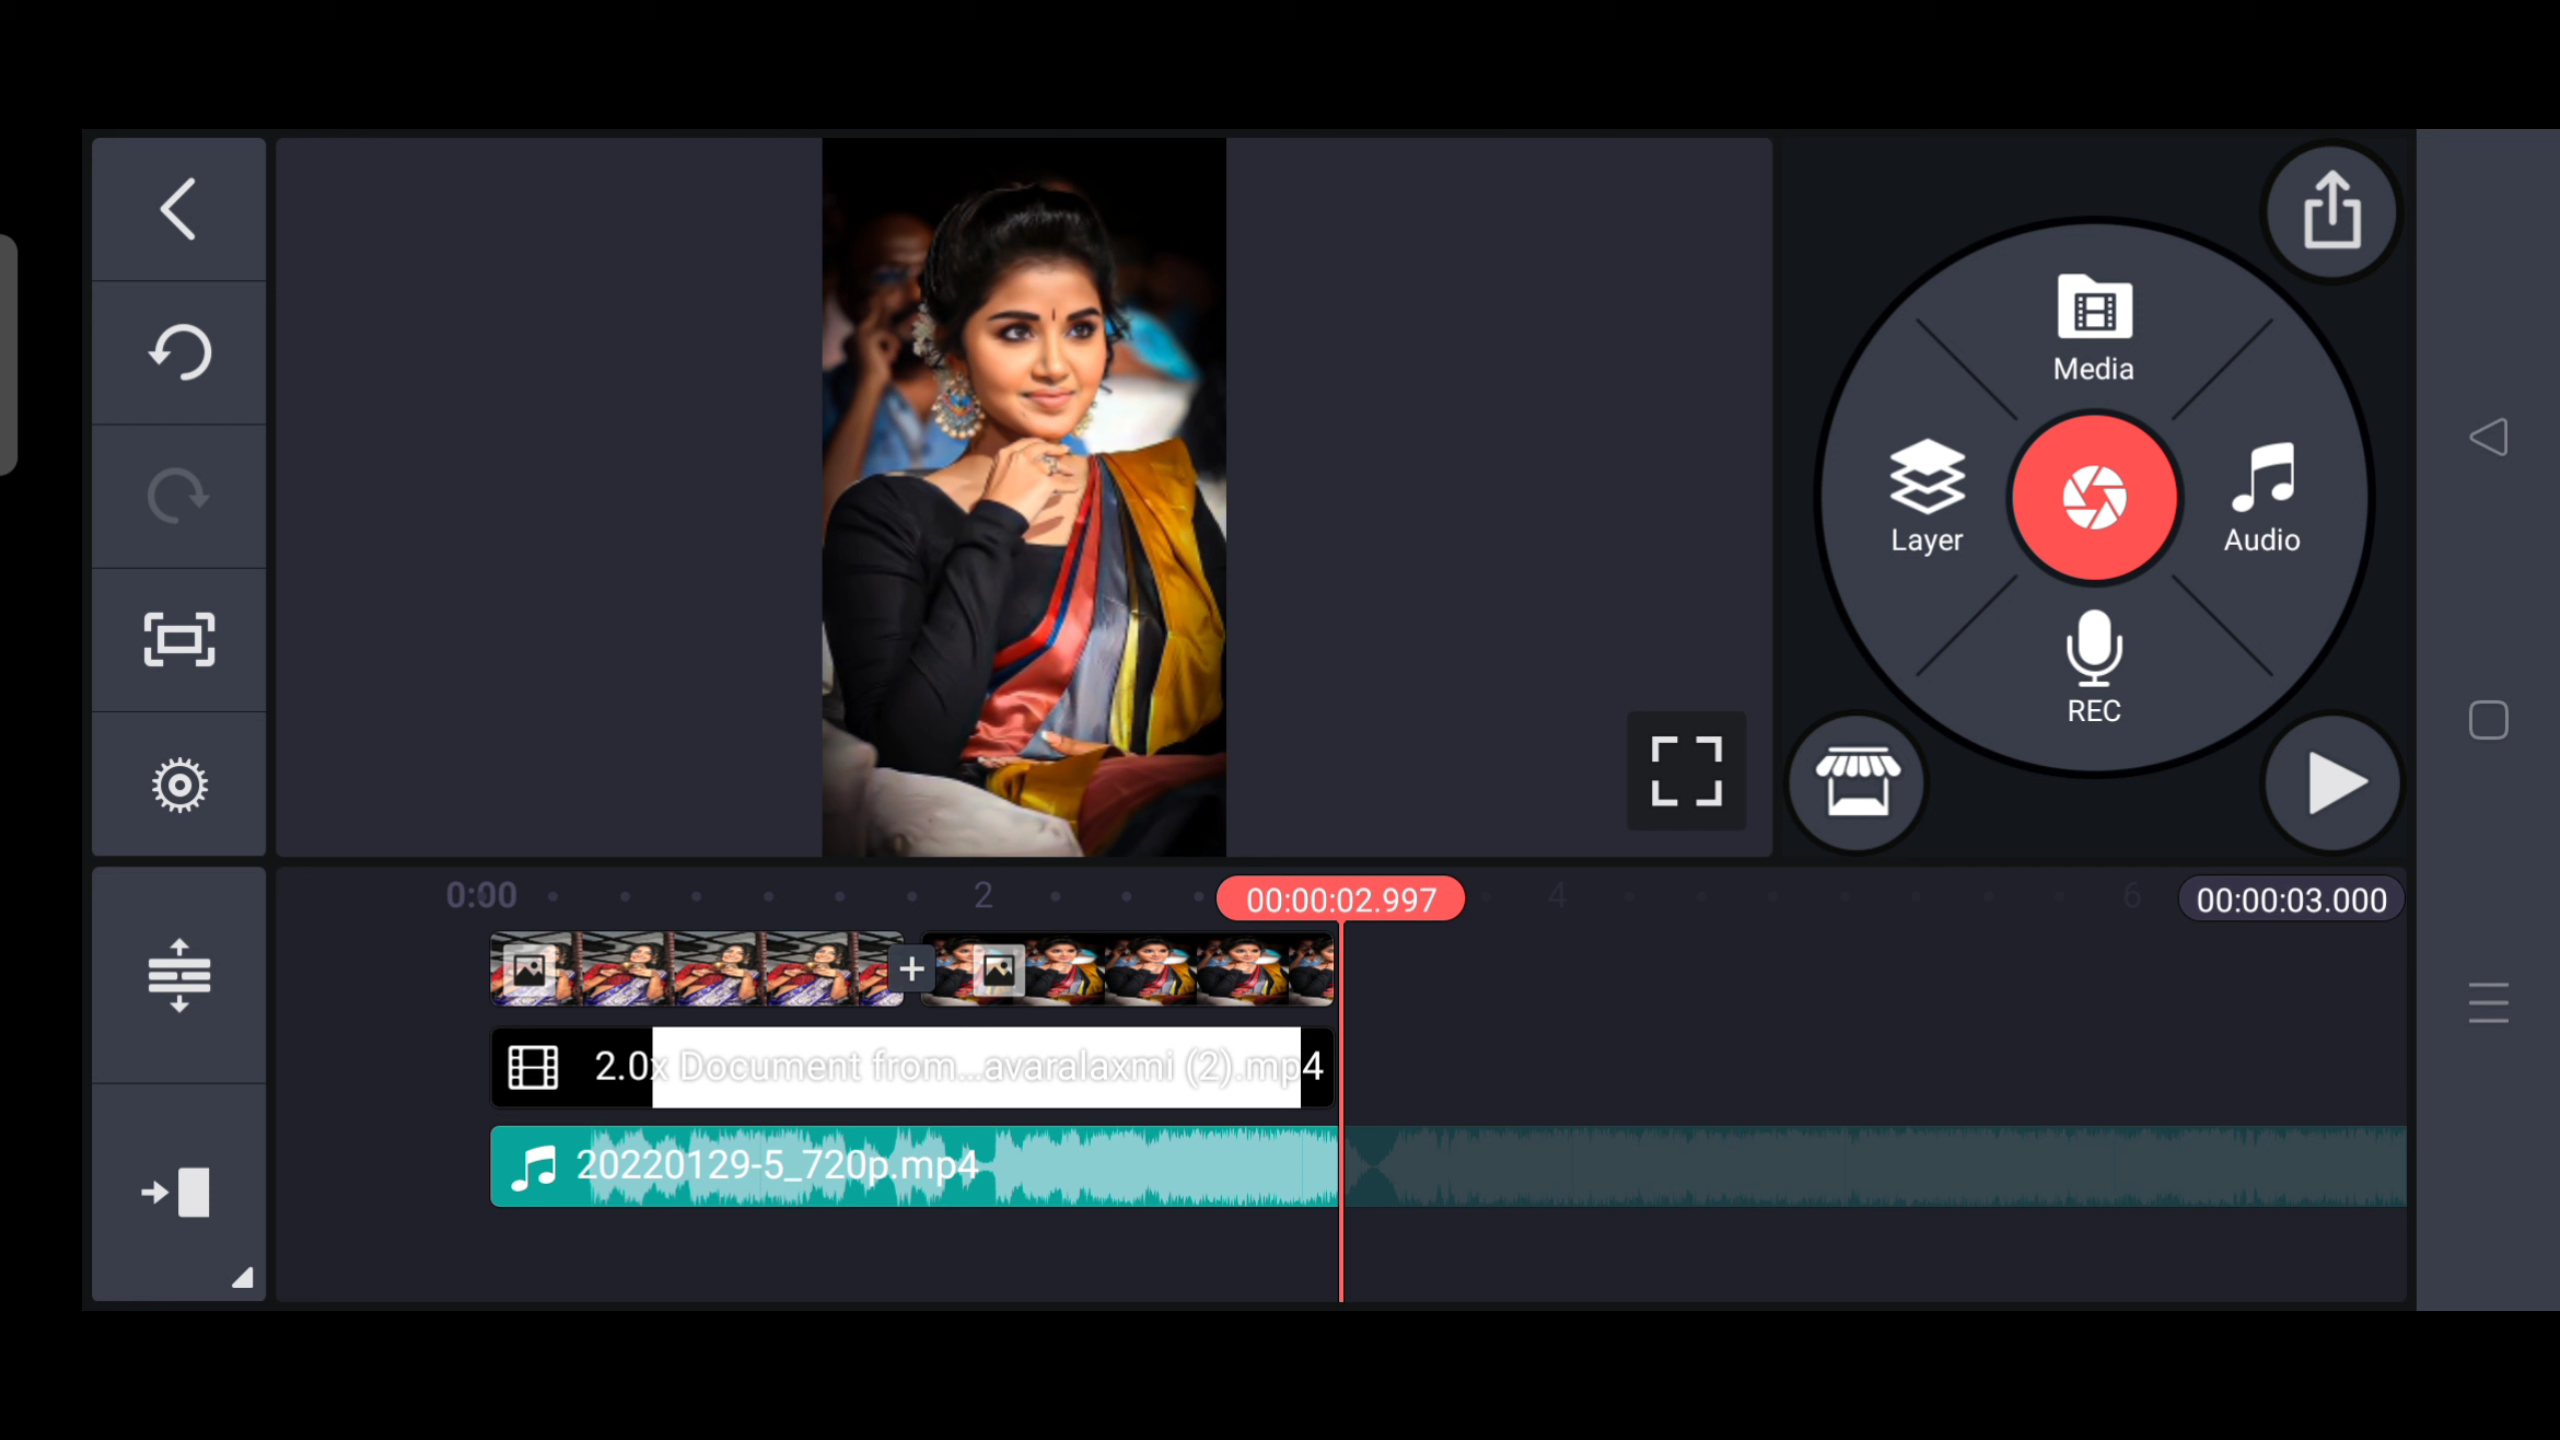 Media
Layer
Audio
REC
0:00
2
00:00:02.997
4
6
00:00:03.000
2.0x Document from...avaralaxmi (2).mp4
20220129-5_720p.mp4